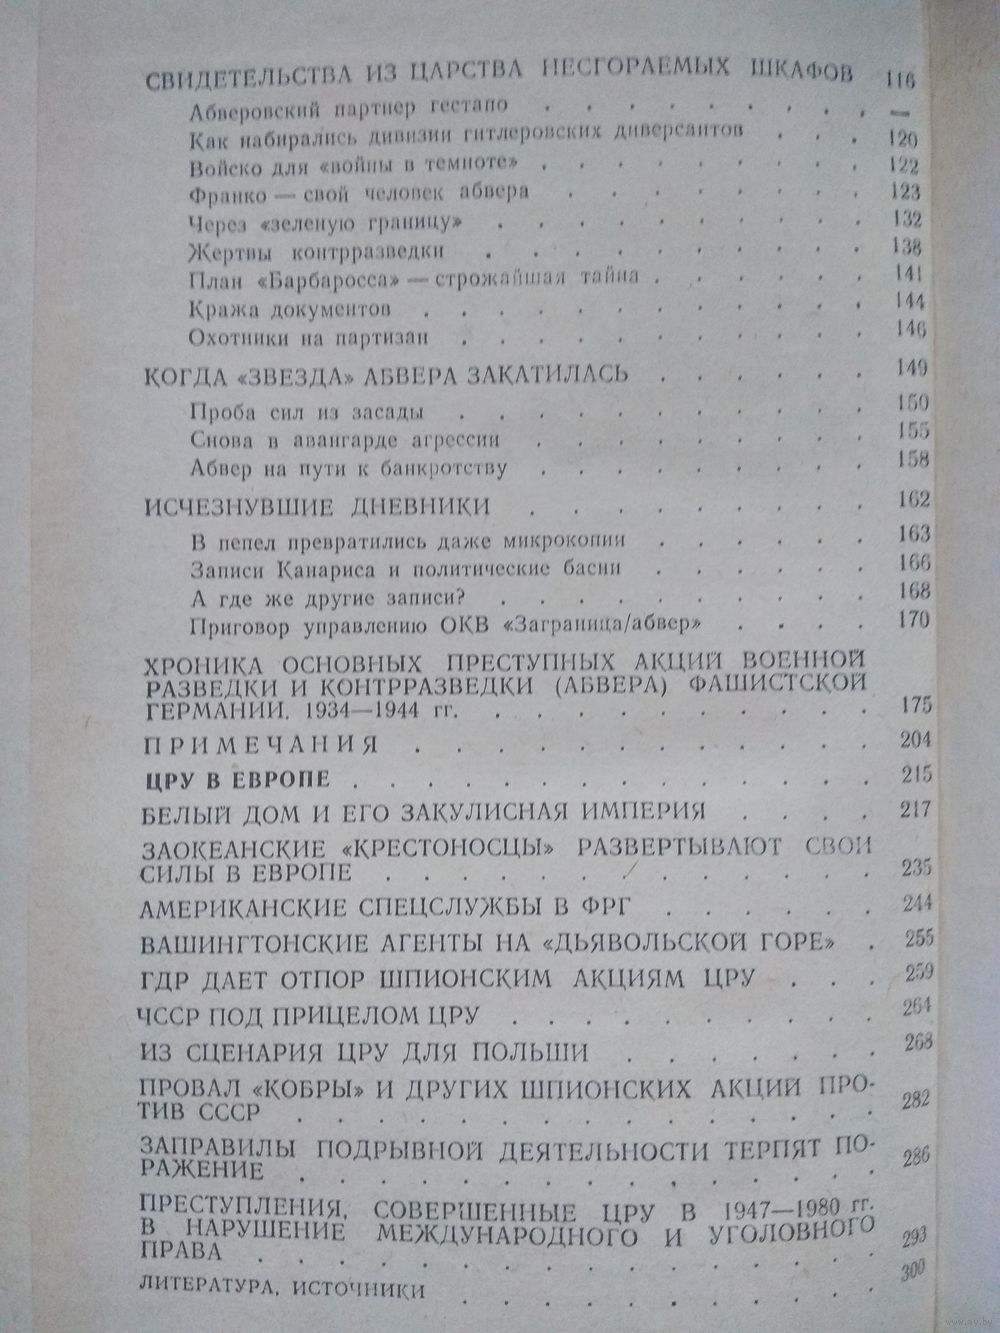 СВИДЕТЕЛЬСТВА ИЗ ЦАРСТВА НЕСГОРАЕМЫХ ШКАФОВ 116
Абверовский партнер гестапо . . . . . . . . . —
Как набирались дивизии гитлеровских диверсантов . . . 120
Войско для «войны в темноте» . . . . . . . . 122
Франко — свой человек абвера . . . . . . . . 123
Через «зеленую границу» . . . . . . . . . 132
Жертвы контрразведки . . . . . . . . . 138
План «Барбаросса» — строжайшая тайна . . . . . . 141
Кража документов . . . . . . . . . . 144
Охотники на партизан . . . . . . . . . . 146
КОГДА «ЗВЕЗДА» АБВЕРА ЗАКАТИЛАСЬ . . . . . . 149
Проба сил из засады . . . . . . . . . . 150
Снова в авангарде агрессии . . . . . . . . 155
Абвер на пути к банкротству . . . . . . . . 158
ИСЧЕЗНУВШИЕ ДНЕВНИКИ . . . . . . . . . 162
В пепел превратились даже микрокопии . . . . . . 163
Записи Канариса и политические басни . . . . . . 166
А где же другие записи? . . . . . . . . . 168
Приговор управлению ОКВ «Заграница/абвер» . . . . 170
ХРОНИКА ОСНОВНЫХ ПРЕСТУПНЫХ АКЦИЙ ВОЕННОЙ
РАЗВЕДКИ И КОНТРРАЗВЕДКИ (АБВЕРА) ФАШИСТСКОЙ
ГЕРМАНИИ. 1934—1944 гг. . . . . . . . . . 175
ПРИМЕЧАНИЯ . . . . . . . . . . . . 204
ЦРУ В ЕВРОПЕ . . . . . . . . . . . . . 215
БЕЛЫЙ ДОМ И ЕГО ЗАКУЛИСНАЯ ИМПЕРИЯ . . . . 217
ЗАОКЕАНСКИЕ «КРЕСТОНОСЦЫ» РАЗВЕРТЫВАЮТ СВОИ
СИЛЫ В ЕВРОПЕ . . . . . . . . . . . . 235
АМЕРИКАНСКИЕ СПЕЦСЛУЖБЫ В ФРГ . . . . . . 244
ВАШИНГТОНСКИЕ АГЕНТЫ НА «ДЬЯВОЛЬСКОЙ ГОРЕ» . 255
ГДР ДАЕТ ОТПОР ШПИОНСКИМ АКЦИЯМ ЦРУ . . . 259
ЧССР ПОД ПРИЦЕЛОМ ЦРУ . . . . . . . . . . 264
ИЗ СЦЕНАРИЯ ЦРУ ДЛЯ ПОЛЬШИ . . . . . . . 268
ПРОВАЛ «КОБРЫ» И ДРУГИХ ШПИОНСКИХ АКЦИЙ ПРО-
ТИВ СССР . . . . . . . . . . . . . . 282
ЗАПРАВИЛЫ ПОДРЫВНОЙ ДЕЯТЕЛЬНОСТИ ТЕРПЯТ ПО-
РАЖЕНИЕ . . . . . . . . . . . . . . 286
ПРЕСТУПЛЕНИЯ, СОВЕРШЕННЫЕ ЦРУ В 1947—1980 гг.
В НАРУШЕНИЕ МЕЖДУНАРОДНОГО И УГОЛОВНОГО
ПРАВА . . . . . . . . . . . . . . . 293
ЛИТЕРАТУРА, ИСТОЧНИКИ . . . . . . . . . . 300
www.ay.by